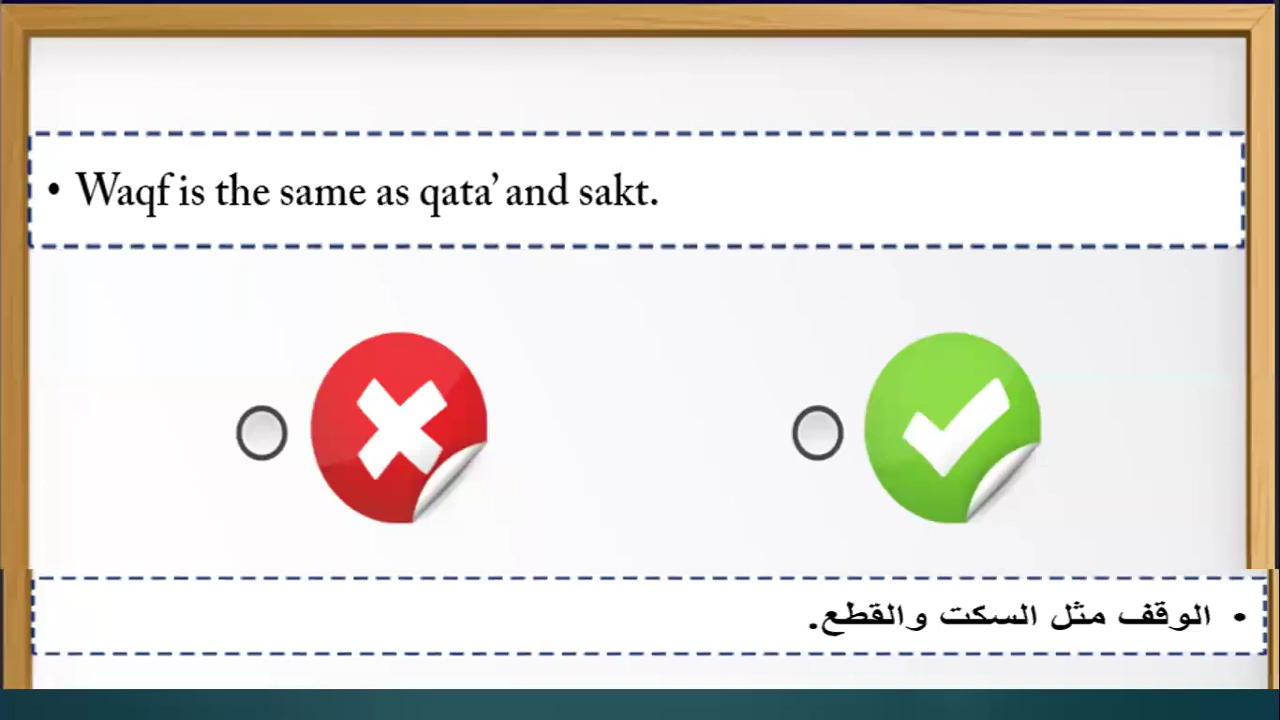 • Waqf is the same as qata’ and sakt.
• الوقف مثل السكت والقطع.